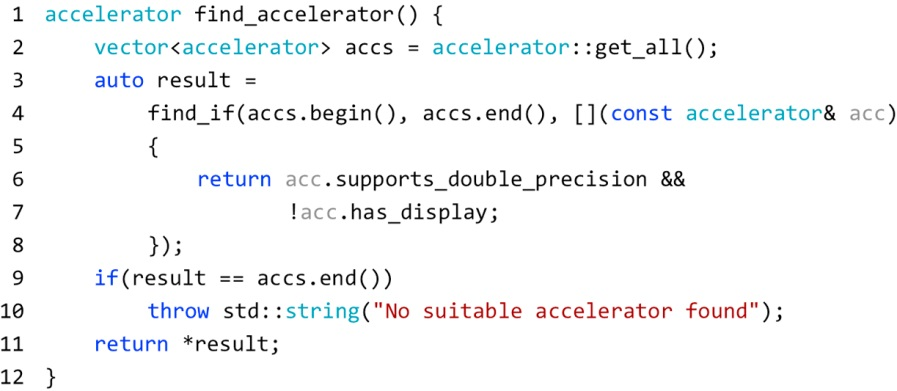 1 accelerator find_accelerator() {
2     vector<accelerator> accs = accelerator::get_all();
3     auto result =
4         find_if(accs.begin(), accs.end(), [](const accelerator& acc)
5         {
6             return acc.supports_double_precision &&
7                    !acc.has_display;
8         });
9     if(result == accs.end())
10         throw std::string("No suitable accelerator found");
11     return *result;
12 }